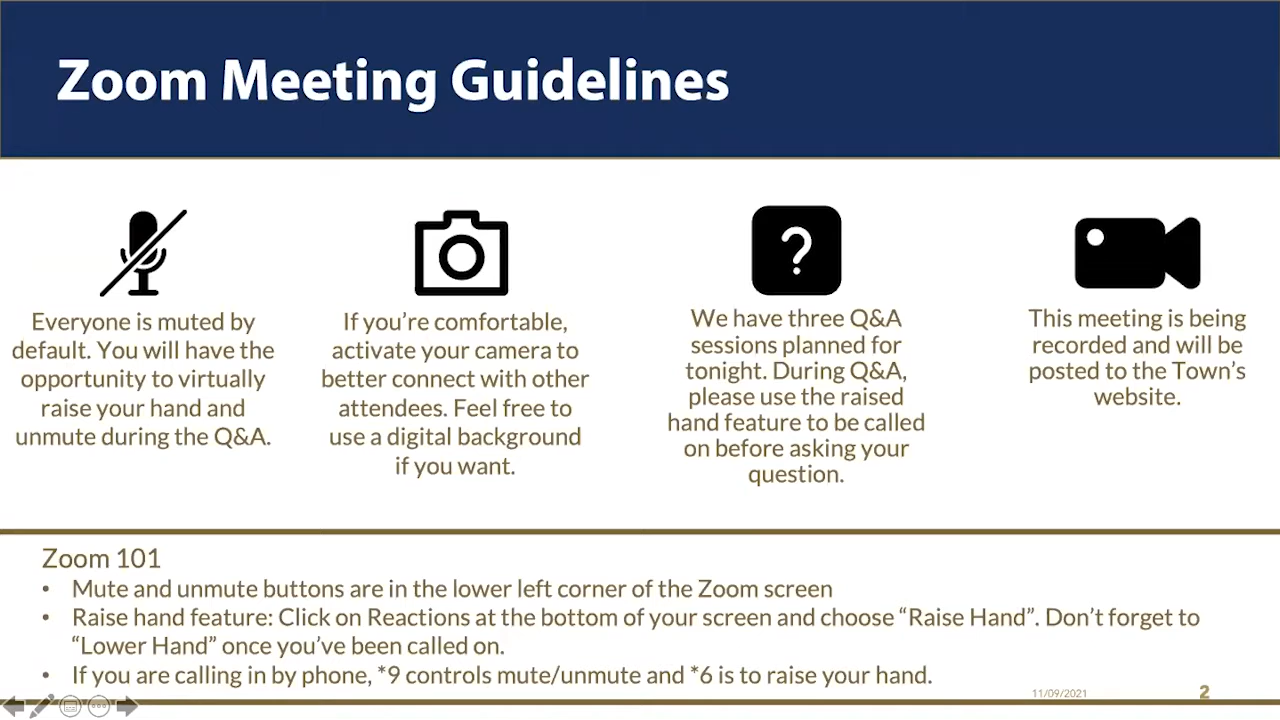 Zoom Meeting Guidelines
Everyone is muted by
default. You will have the
opportunity to virtually
raise your hand and
unmute during the Q&A.
If you're comfortable,
activate your camera to
better connect with other
attendees. Feel free to
use a digital background
if you want.
?
We have three Q&A
sessions planned for
tonight. During Q&A,
please use the raised
hand feature to be called
on before asking your
question.
This meeting is being
recorded and will be
posted to the Town's
website.
Zoom 101
• Mute and unmute buttons are in the lower left corner of the Zoom screen
• Raise hand feature: Click on Reactions at the bottom of your screen and choose “Raise Hand”. Don't forget to
“Lower Hand” once you've been called on.
• If you are calling in by phone, *9 controls mute/unmute and *6 is to raise your hand.
11/09/2021
2